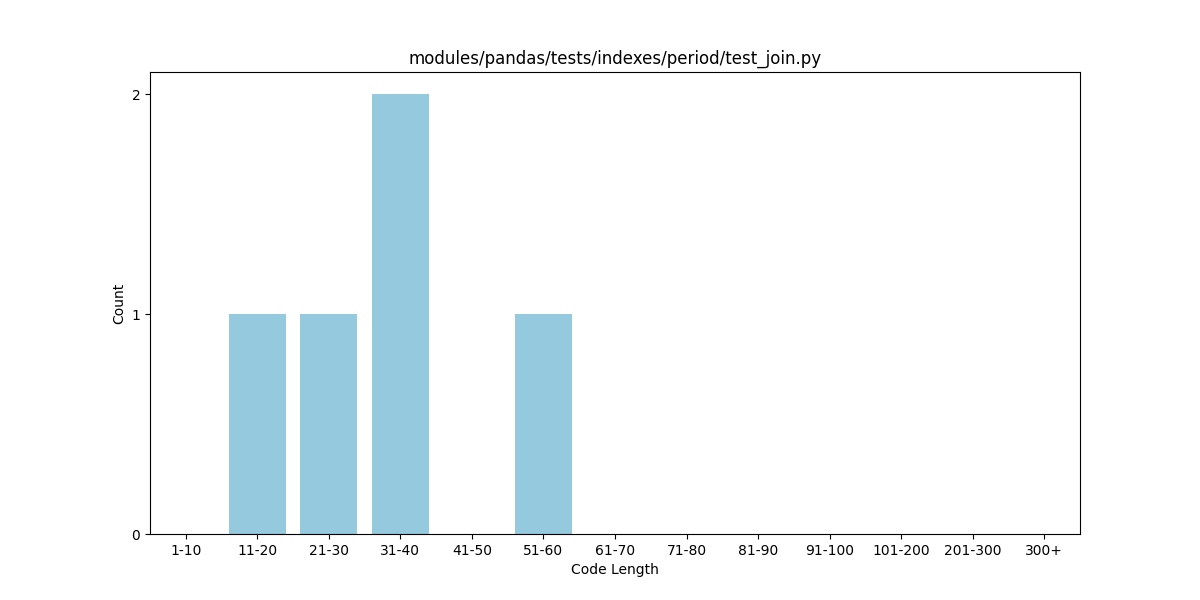 modules/pandas/tests/indexes/period/test_join.py
2
1
0
Count
1-10 11-20 21-30 31-40 41-50 51-60 61-70 71-80 81-90 91-100 101-200 201-300 300+
Code Length